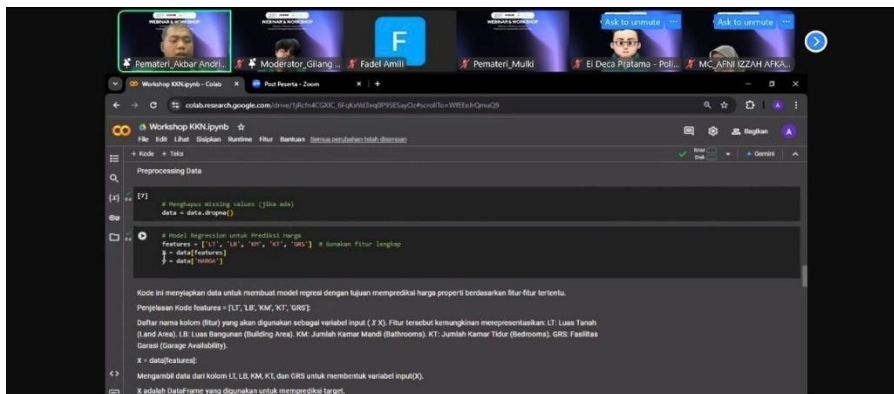 WEBINAR & WORKSHOP
WEBINAR & WORKSHOP
F
WEBINAR & WORKSHOP
Ask to unmute
Ask to unmute
Pemateri_Akbar Andri...
Moderator_Gilang ...
Fadel Amili
Pemateri_Mulki
El Deca Pratama - Poli...
MC_AFNI IZZAH AFKA...
Workshop KKN.ipynb - Colab
Post Peserta - Zoom
Workshop KKN.ipynb
File Edit Lihat Sisipkan Runtime Fitur Bantuan Semua perubahan telah disimpan
Bagikan
A
+ Kode + Teks
RAM
Disk
Gemini
Preprocessing Data
[7]
# Menghapus missing values (jika ada)
data = data.dropna()
# Model Regression untuk Prediksi Harga
features = ['LT', 'LB', 'KM', 'KT', 'GRS'] # Gunakan fitur lengkap
X = data[features]
y = data['HARGA']
Kode ini menyiapkan data untuk membuat model regresi dengan tujuan memprediksi harga properti berdasarkan fitur-fitur tertentu.
Penjelasan Kode features = ['LT', 'LB', 'KM', 'KT', 'GRS']:
Daftar nama kolom (fitur) yang akan digunakan sebagai variabel input ( X X). Fitur tersebut kemungkinan merepresentasikan: LT: Luas Tanah
(Land Area). LB: Luas Bangunan (Building Area). KM: Jumlah Kamar Mandi (Bathrooms). KT: Jumlah Kamar Tidur (Bedrooms). GRS: Fasilitas
Garasi (Garage Availability).
X = data[features]:
Mengambil data dari kolom LT, LB, KM, KT, dan GRS untuk membentuk variabel input(X).
X adalah DataFrame yang digunakan untuk memprediksi target.